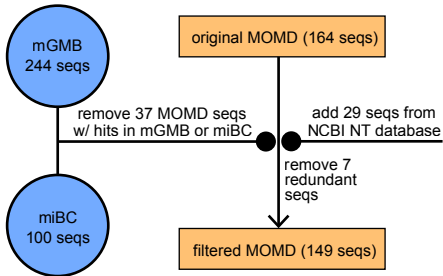 mGMB
244 seqs
original MOMD (164 seqs)
remove 37 MOMD seqs
w/ hits in mGMB or miBC
add 29 seqs from
NCBI NT database
remove 7
redundant
seqs
miBC
100 seqs
filtered MOMD (149 seqs)